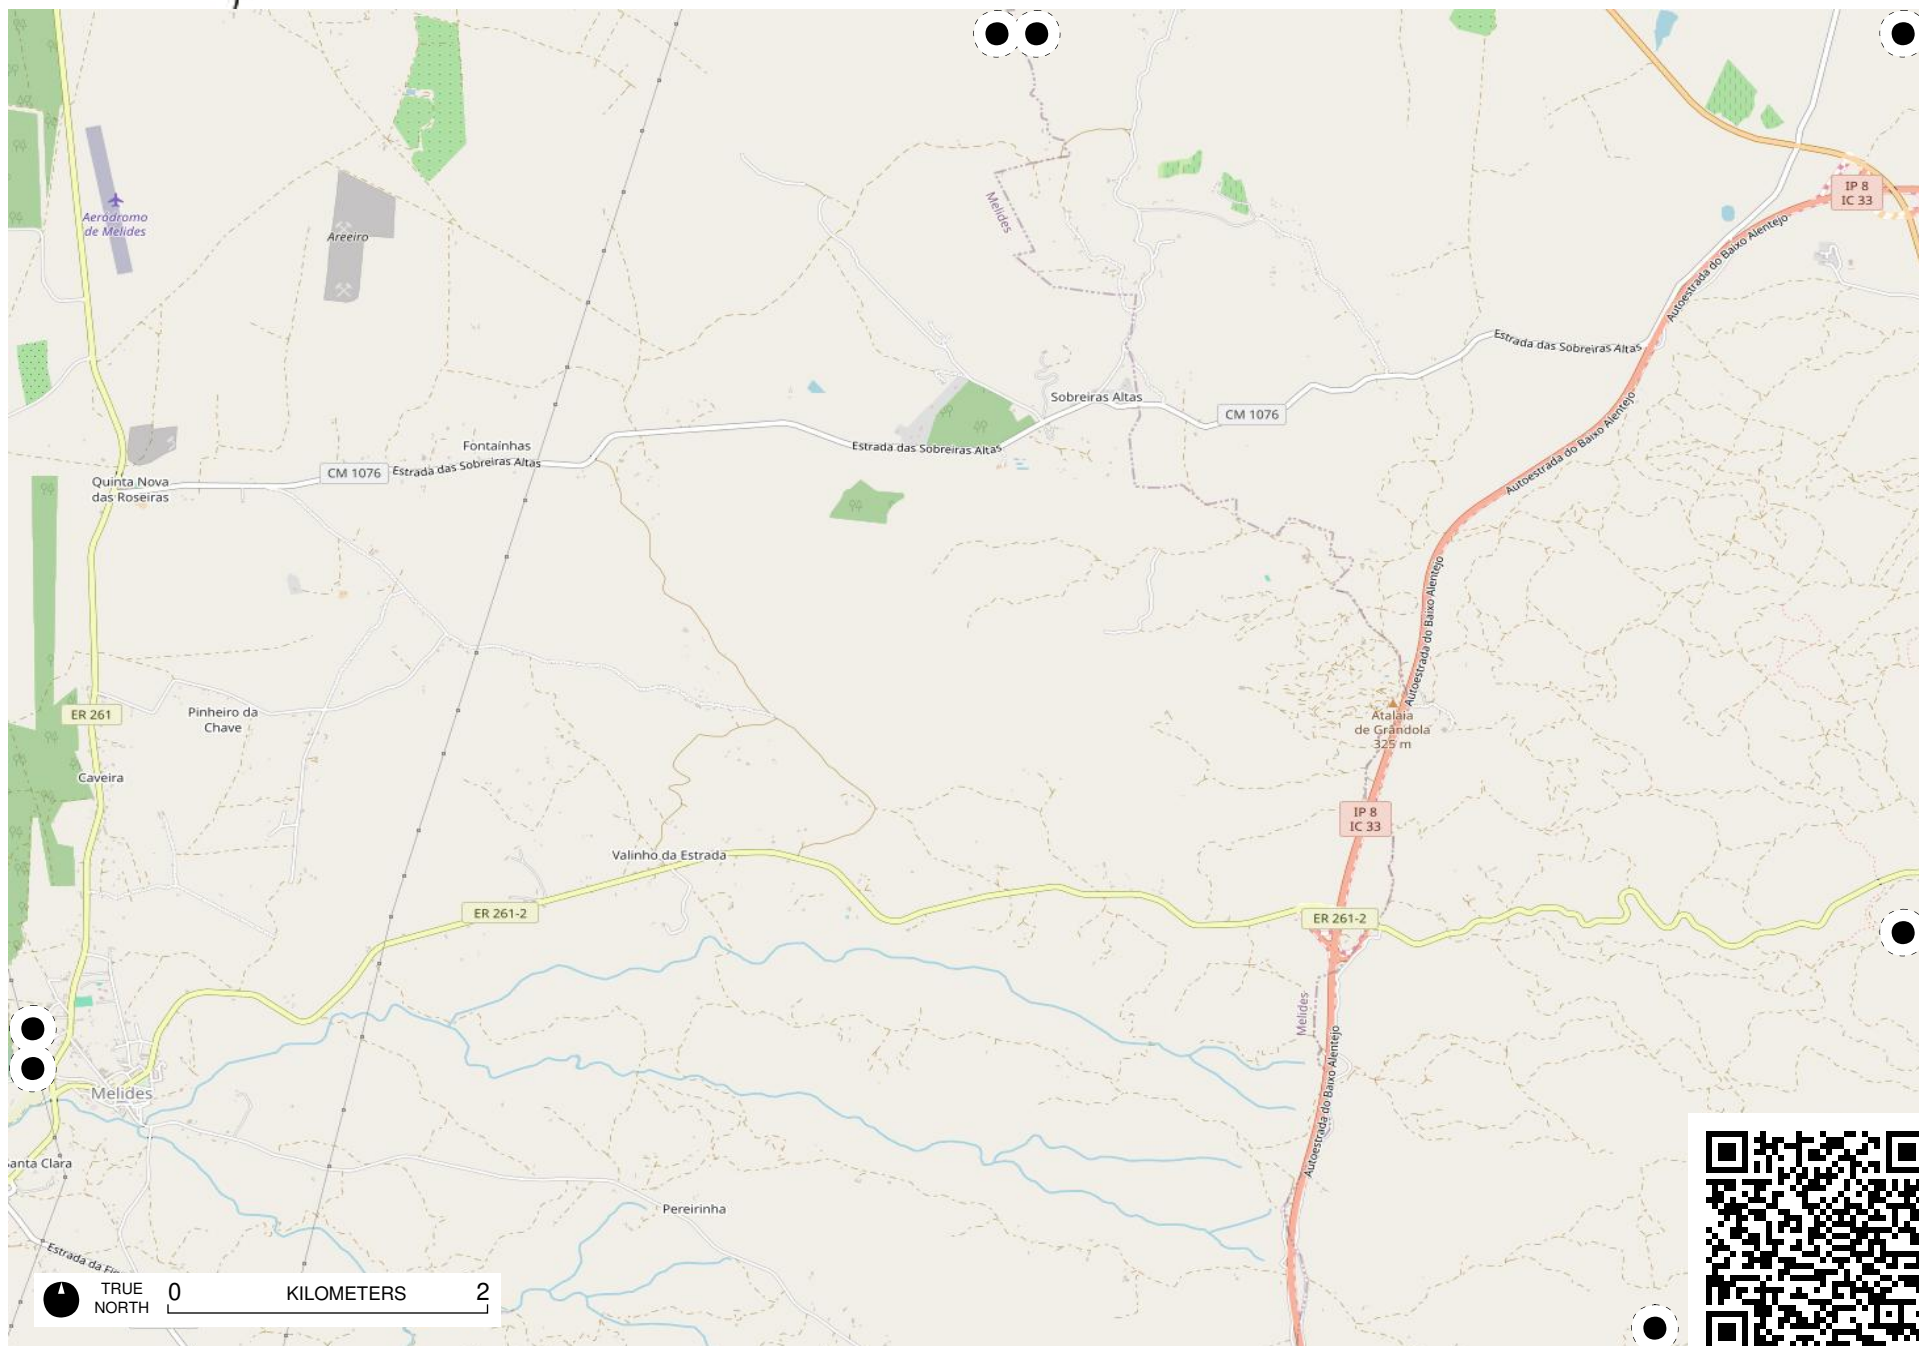 Aeródromo
de Melides
Areeiro
Melides
IP 8
IC 33
Autoestrada do Baixo Alentejo
Estrada das Sobreiras Altas
Sobreiras Altas
CM 1076
Autoestrada do Baixo Alentejo
Fontaínhas
Estrada das Sobreiras Altas
CM 1076
Estrada das Sobreiras Altas
Quinta Nova
das Roseiras
Autoestrada do Baixo Alentejo
ER 261
Pinheiro da
Chave
Atalaia
de Grândola
325 m
Caveira
IP 8
IC 33
Valinho da Estrada
ER 261-2
ER 261-2
Melides
Autoestrada do Baixo Alentejo
Melides
Santa Clara
Pereirinha
Estrada da
TRUE
NORTH
0 KILOMETERS 2